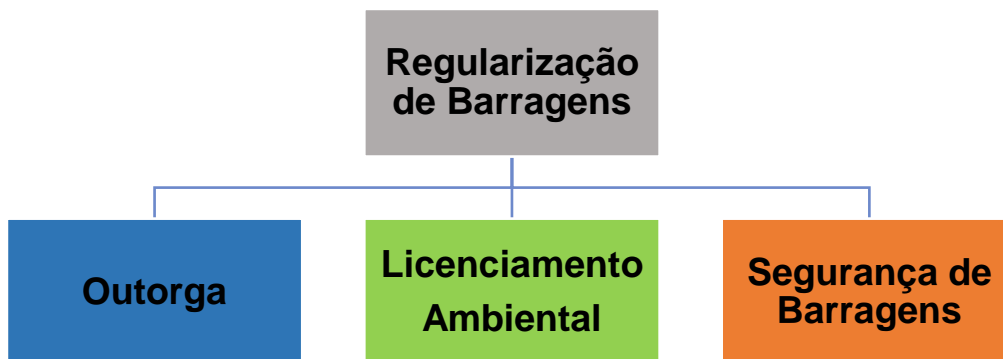 Regularização
de Barragens
Outorga
Licenciamento
Ambiental
Segurança de
Barragens